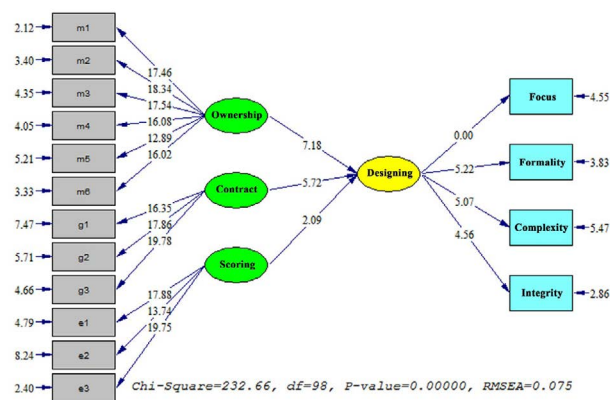 2.12 m1
3.40 m2
4.35 m3
4.05 m4
5.21 m5
3.33 m6
7.47 g1
5.71 g2
4.66 g3
4.79 e1
8.24 e2
2.40 e3
17.46
18.34
17.54
16.08
12.89
16.02
16.35
17.86
19.78
17.88
13.74
19.75
Ownership
Contract
Scoring
7.18
5.72
2.09
Designing
0.00
5.22
5.07
4.56
Focus 4.55
Formality 3.83
Complexity 5.47
Integrity 2.86
Chi-Square=232.66, df=98, P-value=0.00000, RMSEA=0.075